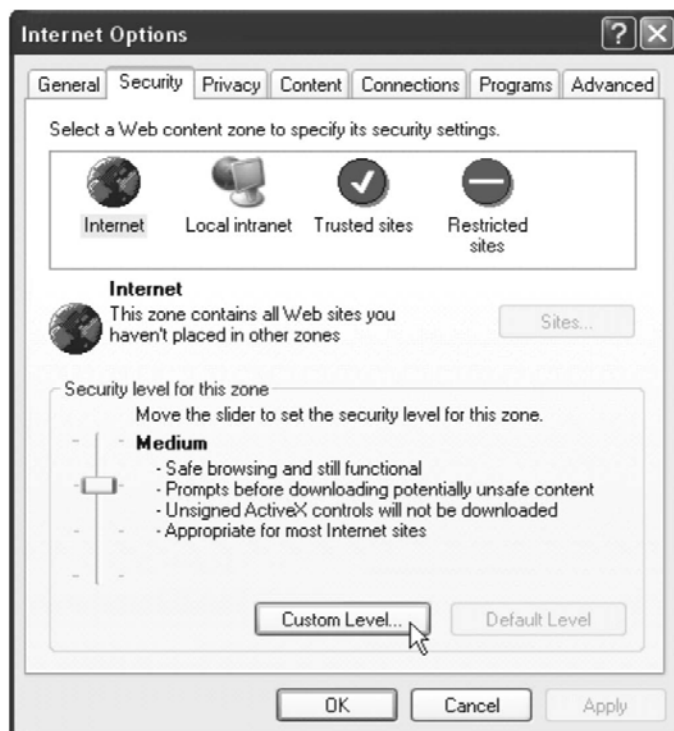 Internet Options
General Security Privacy Content Connections Programs Advanced
Select a Web content zone to specify its security settings.
Internet Local intranet Trusted sites Restricted
sites
Internet
This zone contains all Web sites you
haven't placed in other zones
Sites...
Security level for this zone
Move the slider to set the security level for this zone.
Medium
- Safe browsing and still functional
- Prompts before downloading potentially unsafe content
- Unsigned ActiveX controls will not be downloaded
- Appropriate for most Internet sites
Custom Level... Default Level
OK Cancel Apply